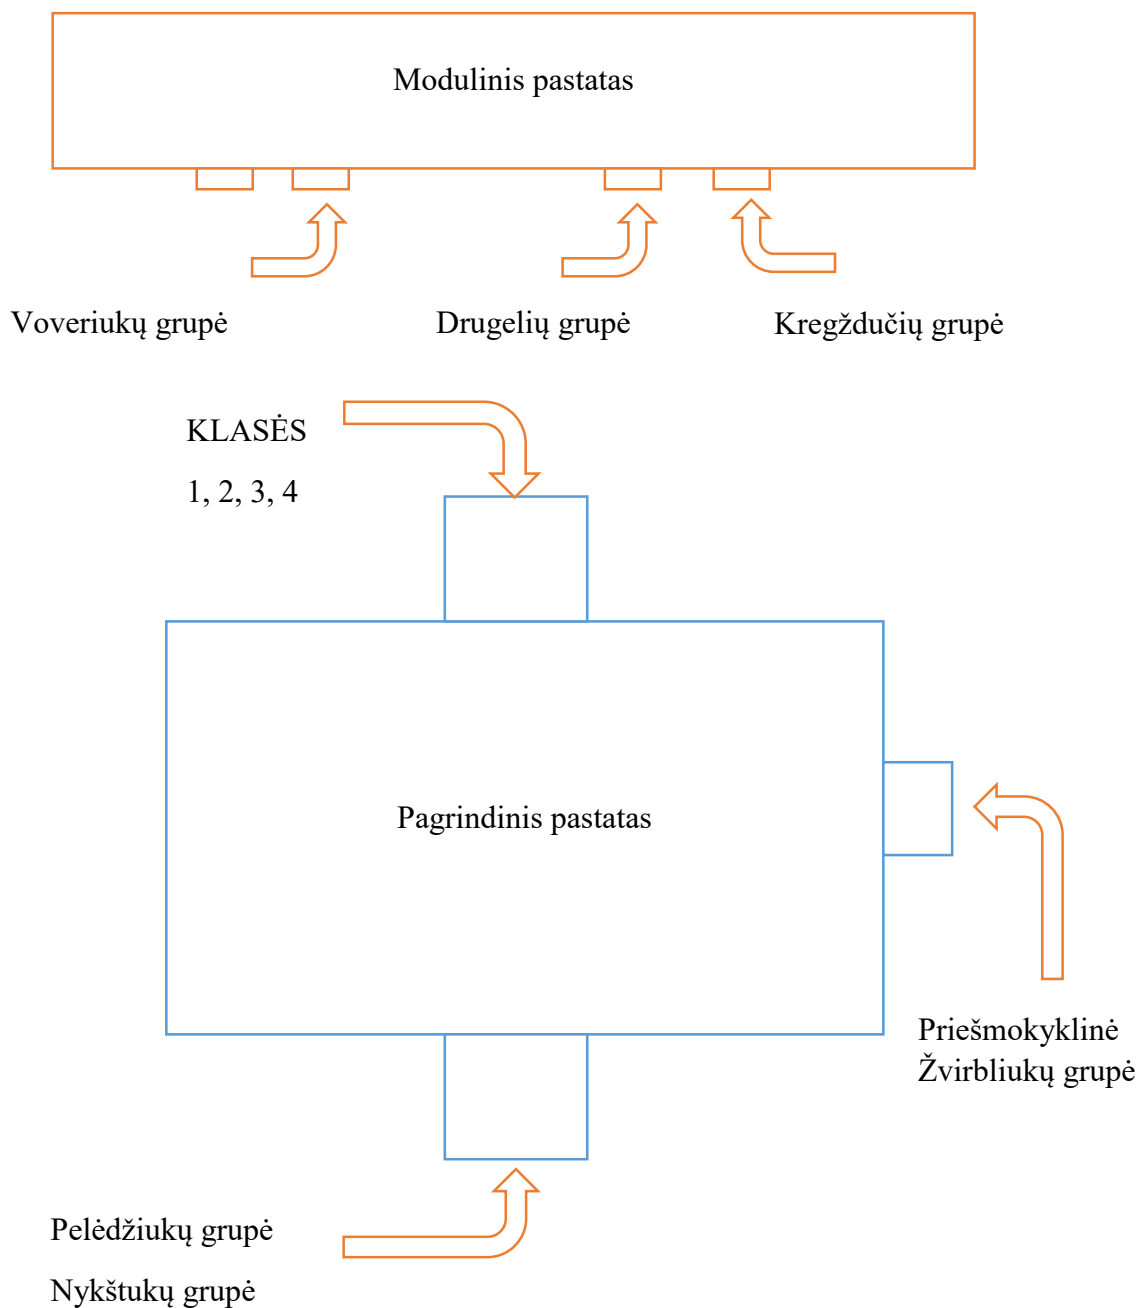 Modulinis pastatas
Voveriukų grupė
Drugelių grupė
Kregždučių grupė
KLASĖS
1, 2, 3, 4
Pagrindinis pastatas
Priešmokyklinė
Žvirbliukų grupė
Pelėdžiukų grupė
Nykštukų grupė